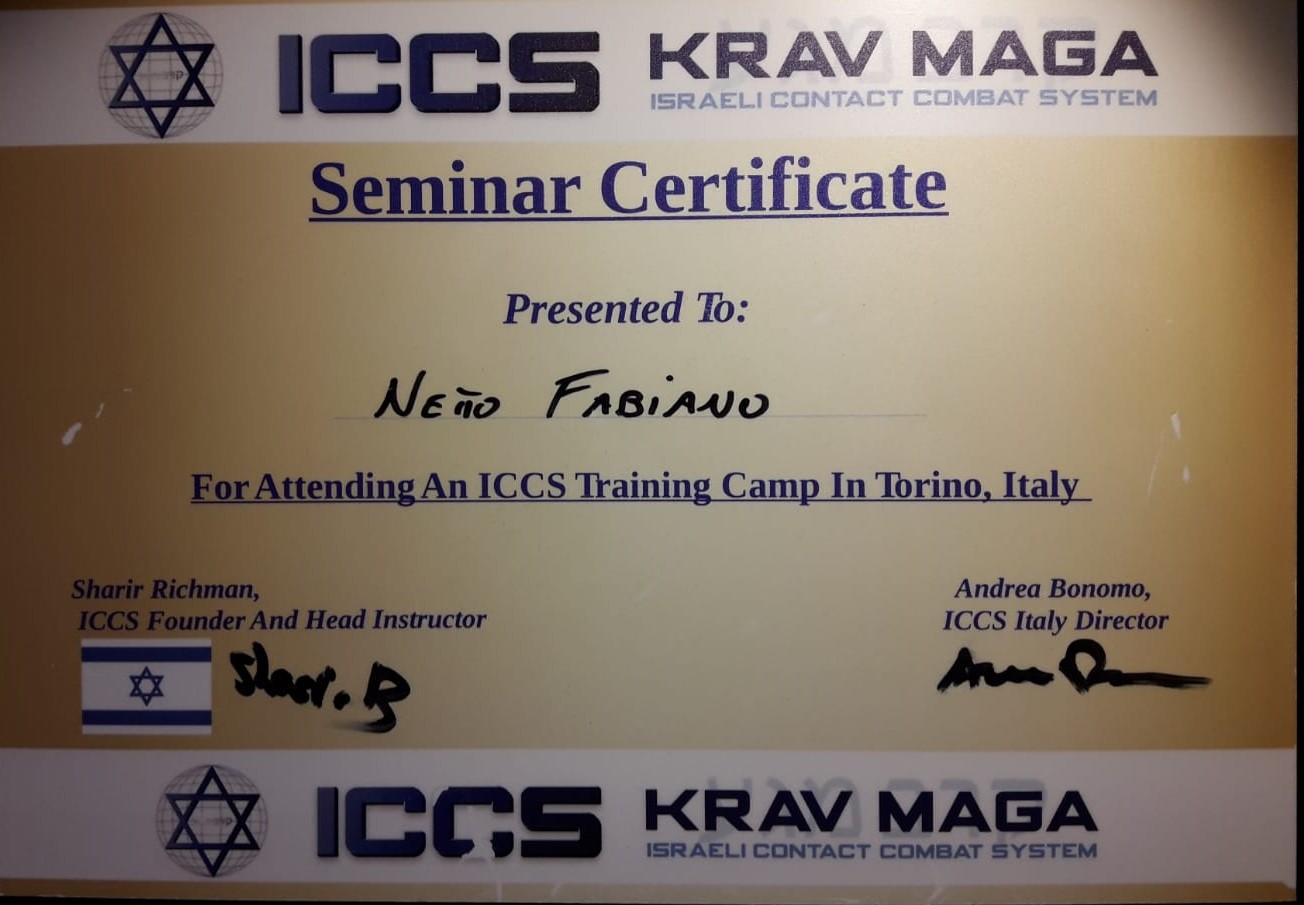 ICCS KRAV MAGA
ISRAELI CONTACT COMBAT SYSTEM
Seminar Certificate
Presented To:
FABIANO
For Attending An ICCS Training Camp In Torino, Italy
Sharir Richman,
ICCS Founder And Head Instructor
Andrea Bonomo,
ICCS Italy Director
ICCS KRAV MAGA
ISRAELI CONTACT COMBAT SYSTEM